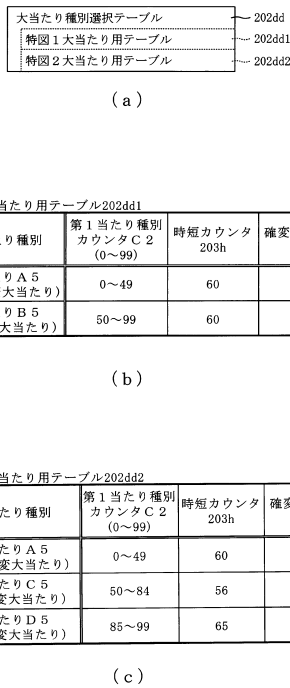 大当たり種別選択テーブル 202dd
特図1大当たり用テーブル 202dd1
特図2大当たり用テーブル 202dd2
(a)
当たり用テーブル202dd1
り種別
第1当たり種別
カウンタC2
(0~99)
時短カウンタ
203h
確変
りA5
大当たり)
0~49
60
りB5
大当たり)
50~99
60
(b)
当たり用テーブル202dd2
たり種別
第1当たり種別
カウンタC2
(0~99)
時短カウンタ
203h
確変
たりA5
変大当たり)
0~49
60
たりC5
変大当たり)
50~84
56
たりD5
変大当たり)
85~99
65
(c)